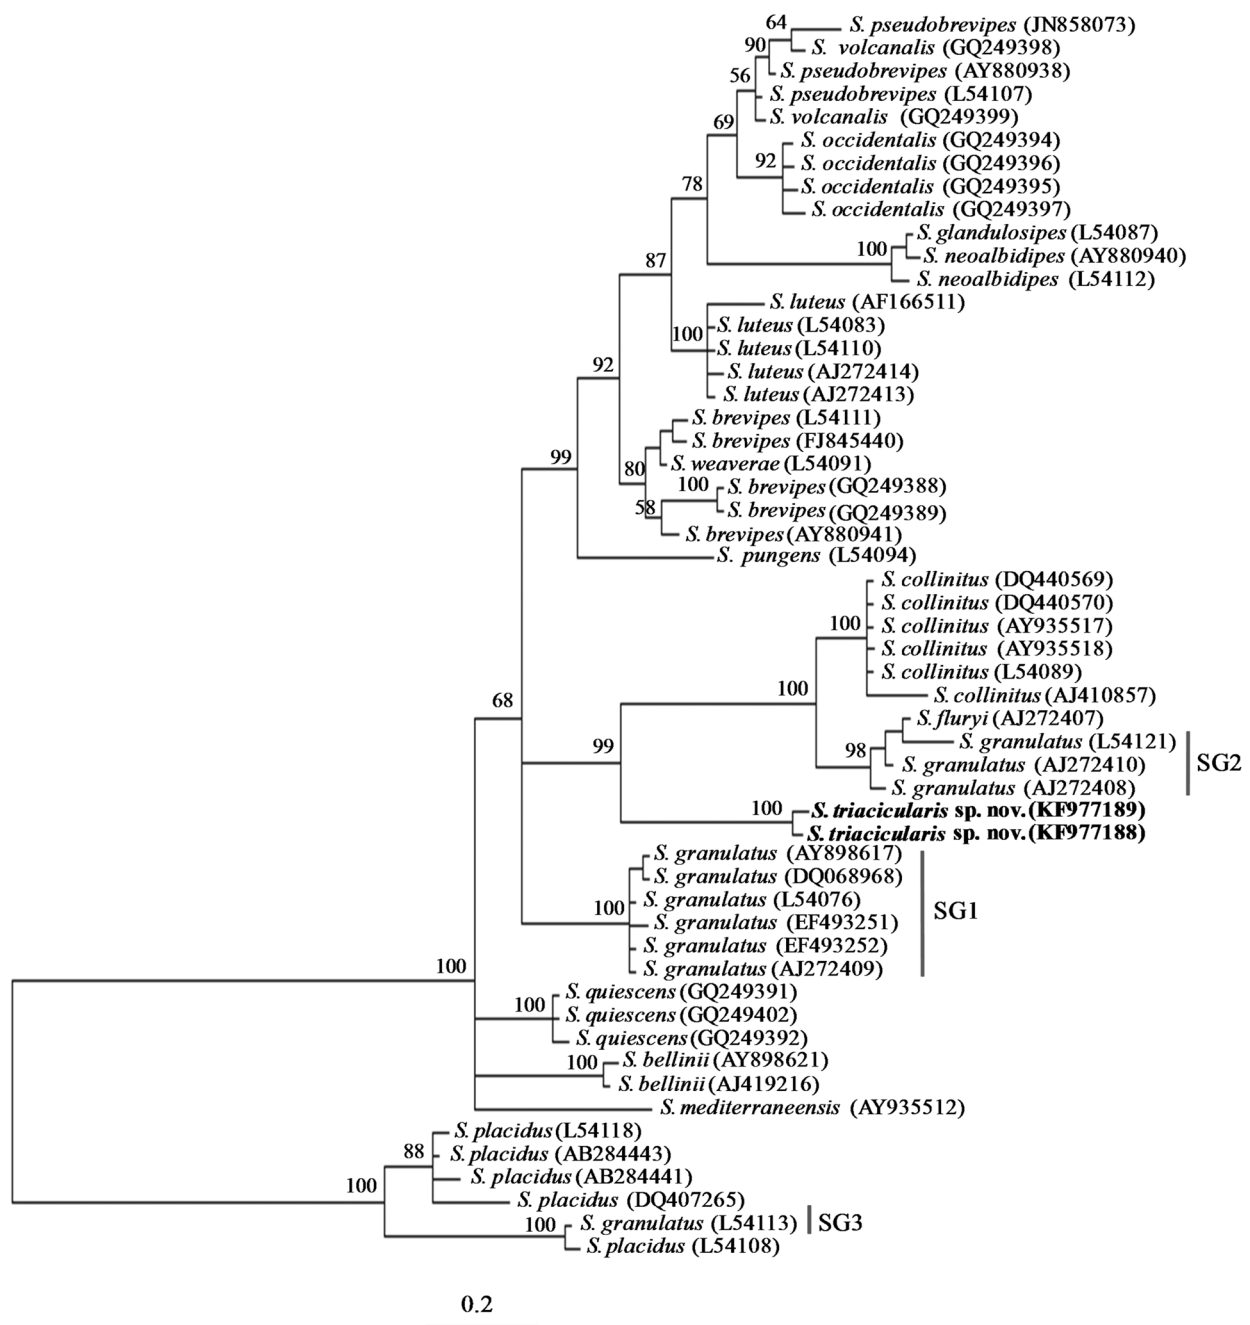 64 S. pseudobrevipes (JN858073)
90 S. volcanalis (GQ249398)
S. pseudobrevipes (AY880938)
56 S. pseudobrevipes (L54107)
S. volcanalis (GQ249399)
69 S. occidentalis (GQ249394)
92 S. occidentalis (GQ249396)
78 S. occidentalis (GQ249395)
S. occidentalis (GQ249397)
S. glandulosipes (L54087)
100 S. neoalbidipes (AY880940)
87 S. neoalbidipes (L54112)
S. luteus (AF166511)
S. luteus (L54083)
100 S. luteus (L54110)
92 S. luteus (AJ272414)
S. luteus (AJ272413)
S. brevipes (L54111)
S. brevipes (FJ845440)
99 80 S. weaverae (L54091)
100 S. brevipes (GQ249388)
58 S. brevipes (GQ249389)
S. brevipes (AY880941)
S. pungens (L54094)
S. collinitus (DQ440569)
S. collinitus (DQ440570)
100 S. collinitus (AY935517)
S. collinitus (AY935518)
S. collinitus (L54089)
100 S. collinitus (AJ410857)
68 S. fluryi (AJ272407)
99 98 S. granulatus (L54121)
S. granulatus (AJ272410) SG2
S. granulatus (AJ272408)
100 S. triacicularis sp. nov. (KF977189)
S. triacicularis sp. nov. (KF977188)
S. granulatus (AY898617)
S. granulatus (DQ068968)
S. granulatus (L54076)
100 S. granulatus (EF493251) SG1
S. granulatus (EF493252)
100 S. granulatus (AJ272409)
S. quiescens (GQ249391)
100 S. quiescens (GQ249402)
S. quiescens (GQ249392)
100 S. bellinii (AY898621)
S. bellinii (AJ419216)
S. mediterraneensis (AY935512)
S. placidus (L54118)
88 S. placidus (AB284443)
S. placidus (AB284441)
100 S. placidus (DQ407265)
100 S. granulatus (L54113) SG3
S. placidus (L54108)
0.2